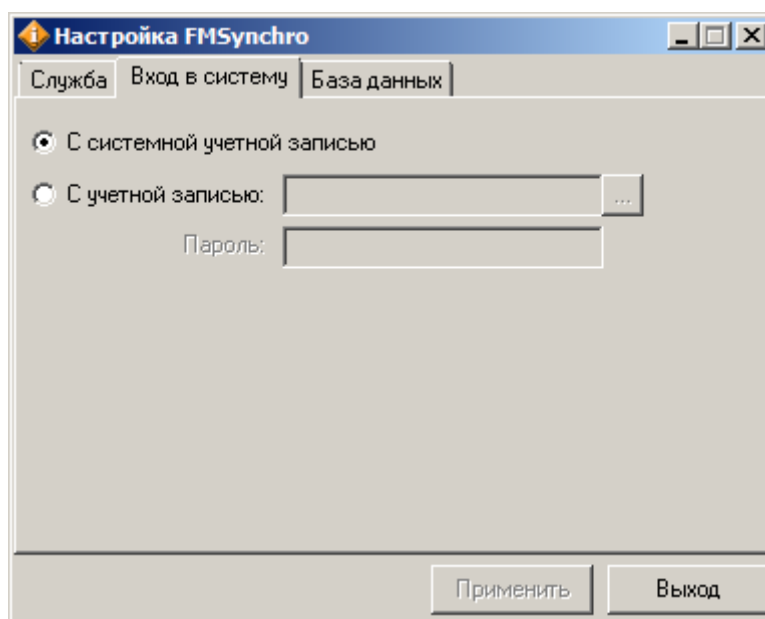 Настройка FMSynchro
Служба Вход в систему База данных
С системной учетной записью
С учетной записью: ...
Пароль:
Применить Выход